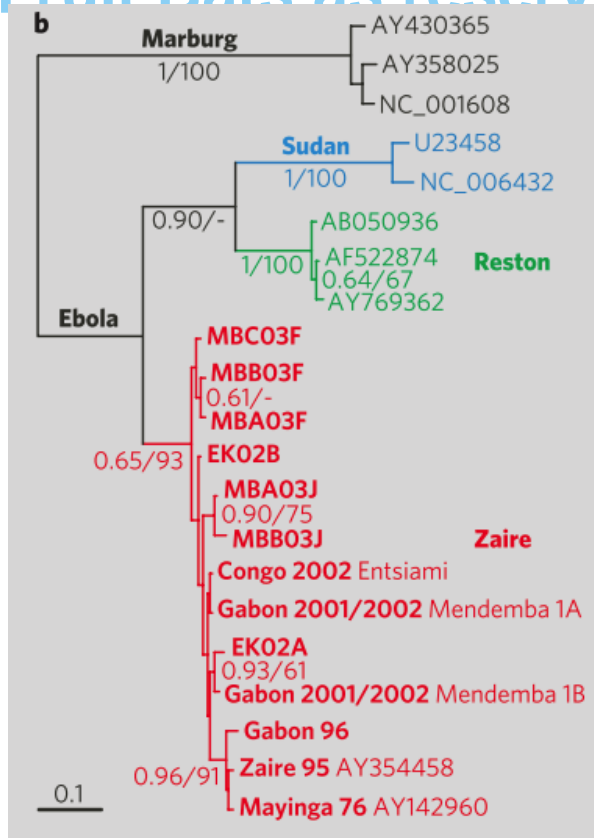 b
Marburg
1/100
AY430365
AY358025
NC_001608
Sudan
1/100
U23458
NC_006432
0.90/-
AB050936
1/100
AF522874
0.64/67
AY769362
Reston
Ebola
MBC03F
MBB03F
0.61/-
MBA03F
0.65/93
EK02B
MBA03J
0.90/75
MBB03J
Zaire
Congo 2002 Entsiami
Gabon 2001/2002 Mendemba 1A
EK02A
0.93/61
Gabon 2001/2002 Mendemba 1B
Gabon 96
0.96/91
Zaire 95 AY354458
Mayinga 76 AY142960
0.1